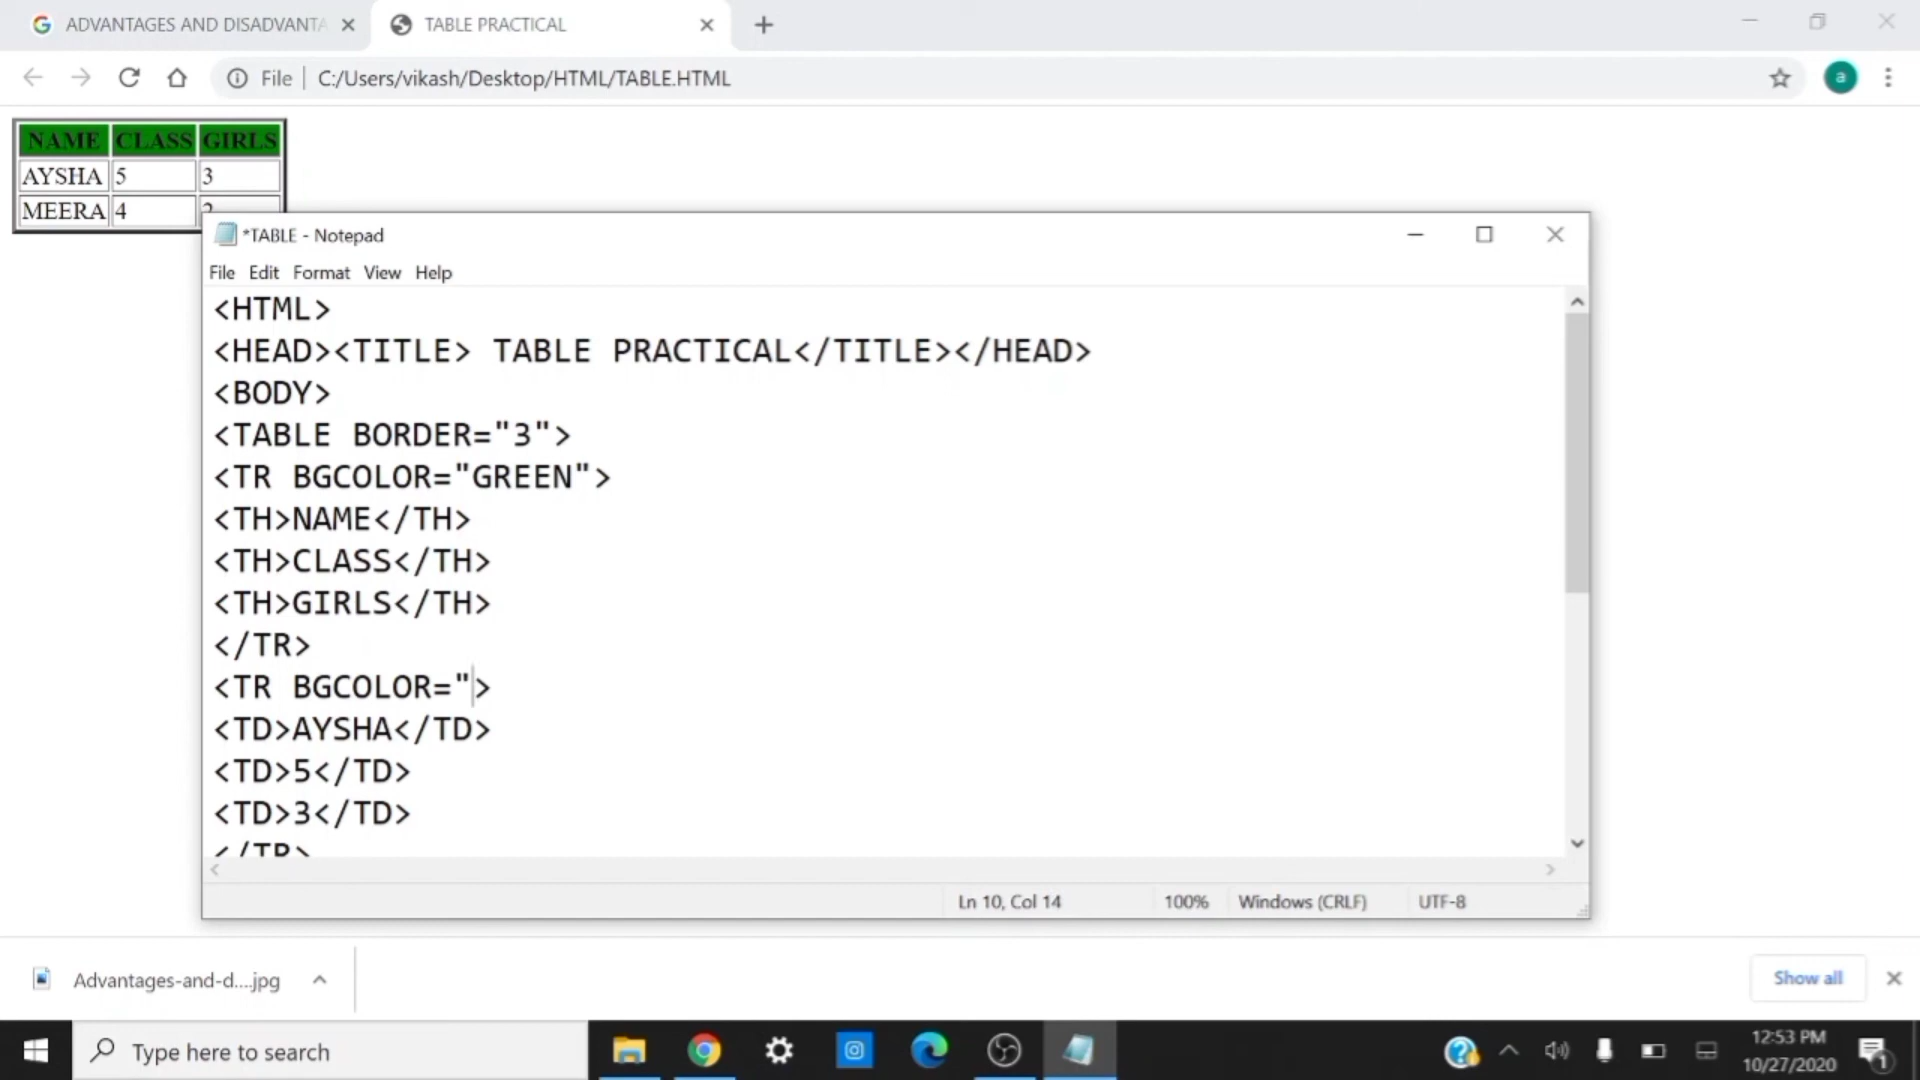 ADVANTAGES AND DISADVANTA
TABLE PRACTICAL
File
C:/Users/vikash/Desktop/HTML/TABLE.HTML
a
NAME CLASS GIRLS
AYSHA 5 3
MEERA 4
*TABLE - Notepad
File Edit Format View Help
<HTML>
<HEAD><TITLE> TABLE PRACTICAL</TITLE></HEAD>
<BODY>
<TABLE BORDER="3">
<TR BGCOLOR="GREEN">
<TH>NAME</TH>
<TH>CLASS</TH>
<TH>GIRLS</TH>
</TR>
<TR BGCOLOR=">
<TD>AYSHA</TD>
<TD>5</TD>
<TD>3</TD>
</TR>
Ln 10, Col 14 100% Windows (CRLF) UTF-8
Advantages-and-d....jpg
Show all
Type here to search
12:53 PM
10/27/2020
1